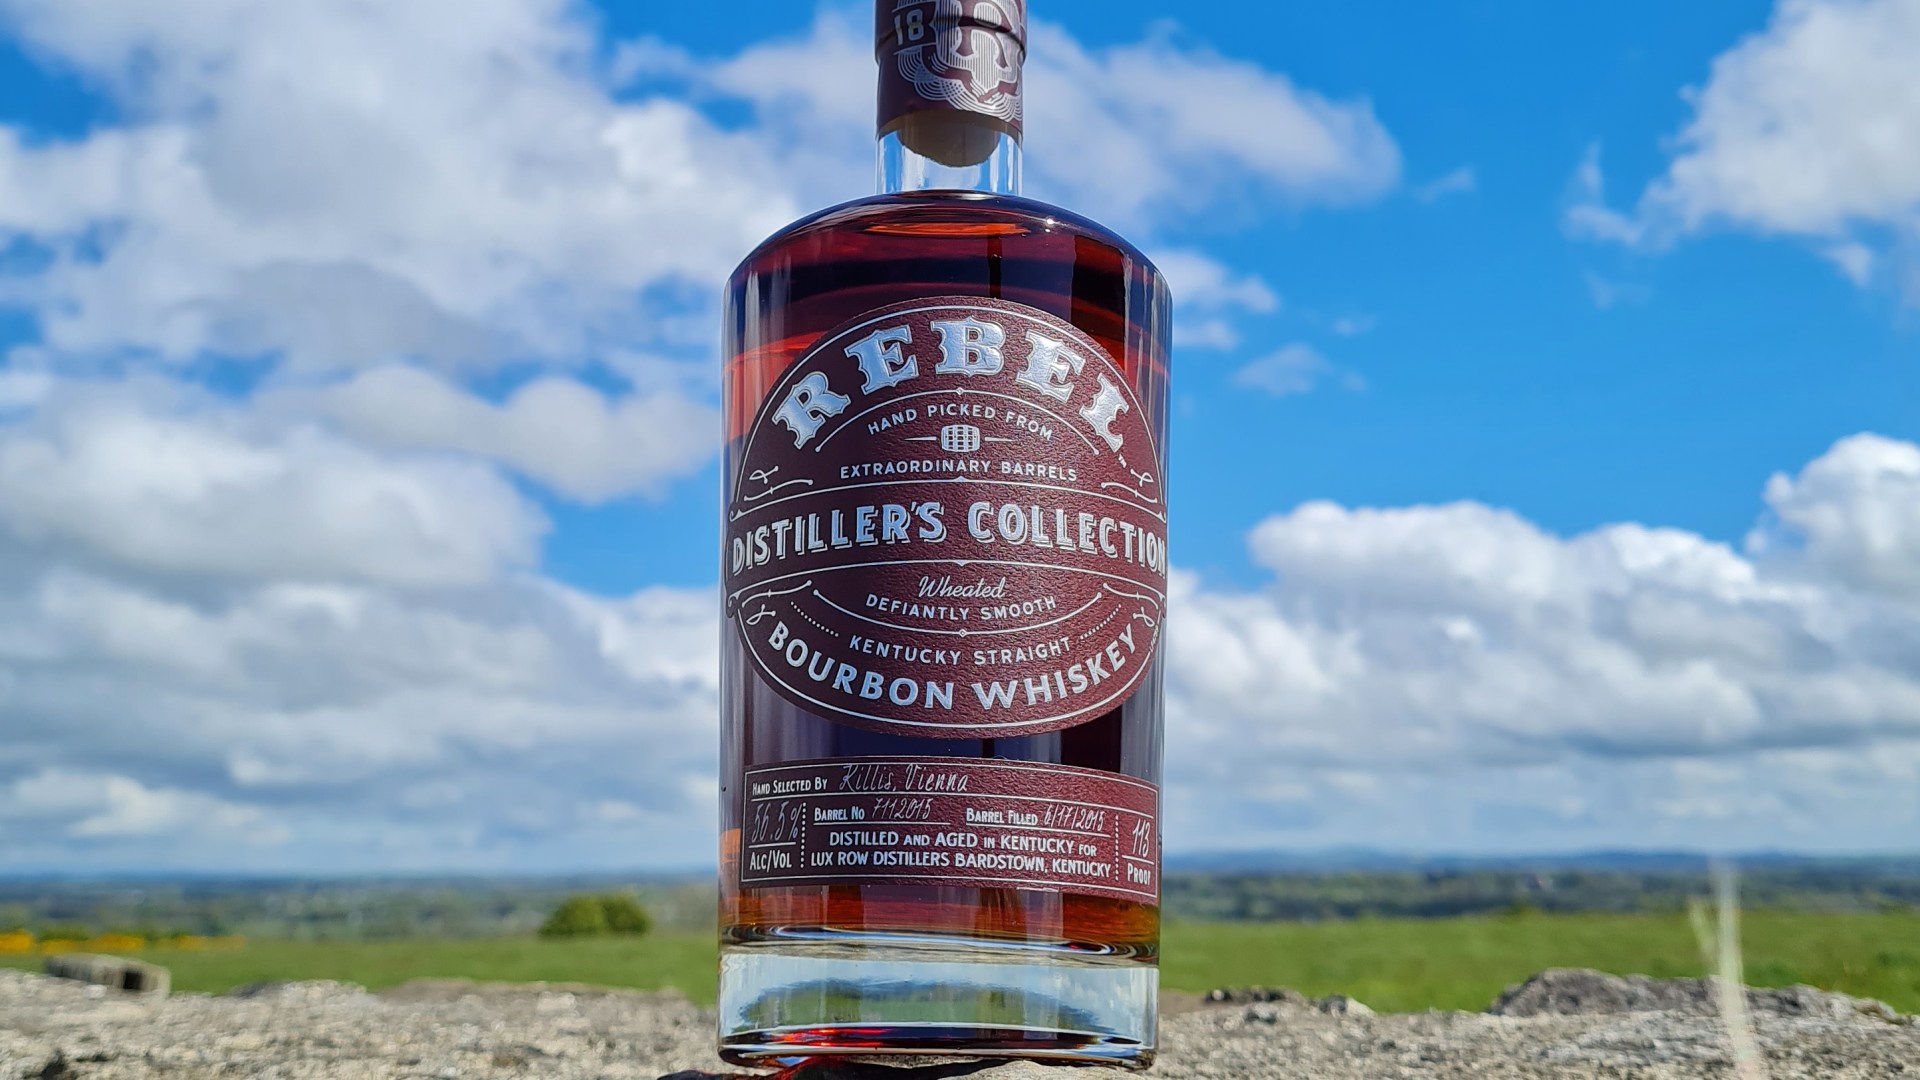 18
REBEL
HAND PICKED FROM
EXTRAORDINARY BARRELS
DISTILLER'S COLLECTION
Wheated
DEFIANTLY SMOOTH
KENTUCKY STRAIGHT
BOURBON WHISKEY
HAND SELECTED BY Killis, Vienna
56.5% ALC/VOL
BARREL NO 7112015 BARREL FILLED 6/17/2015
DISTILLED AND AGED IN KENTUCKY FOR
LUX ROW DISTILLERS BARDSTOWN, KENTUCKY
113 PROOF